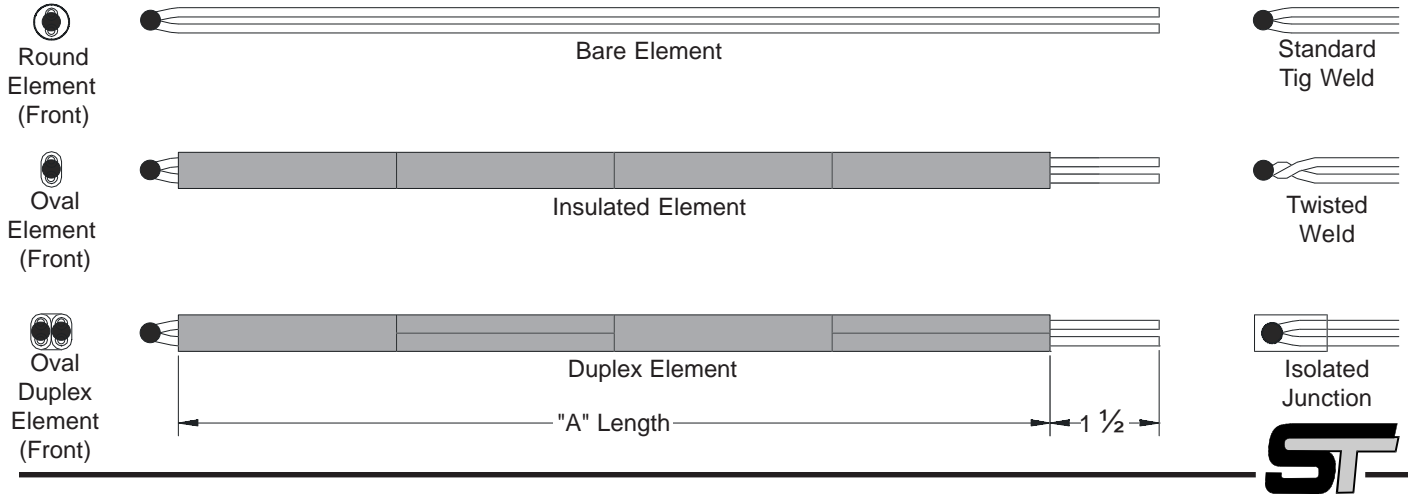 Round
Element
(Front)
Bare Element
Standard
Tig Weld
Oval
Element
(Front)
Insulated Element
Twisted
Weld
Oval
Duplex
Element
(Front)
Duplex Element
"A" Length
1 ½
Isolated
Junction
ST